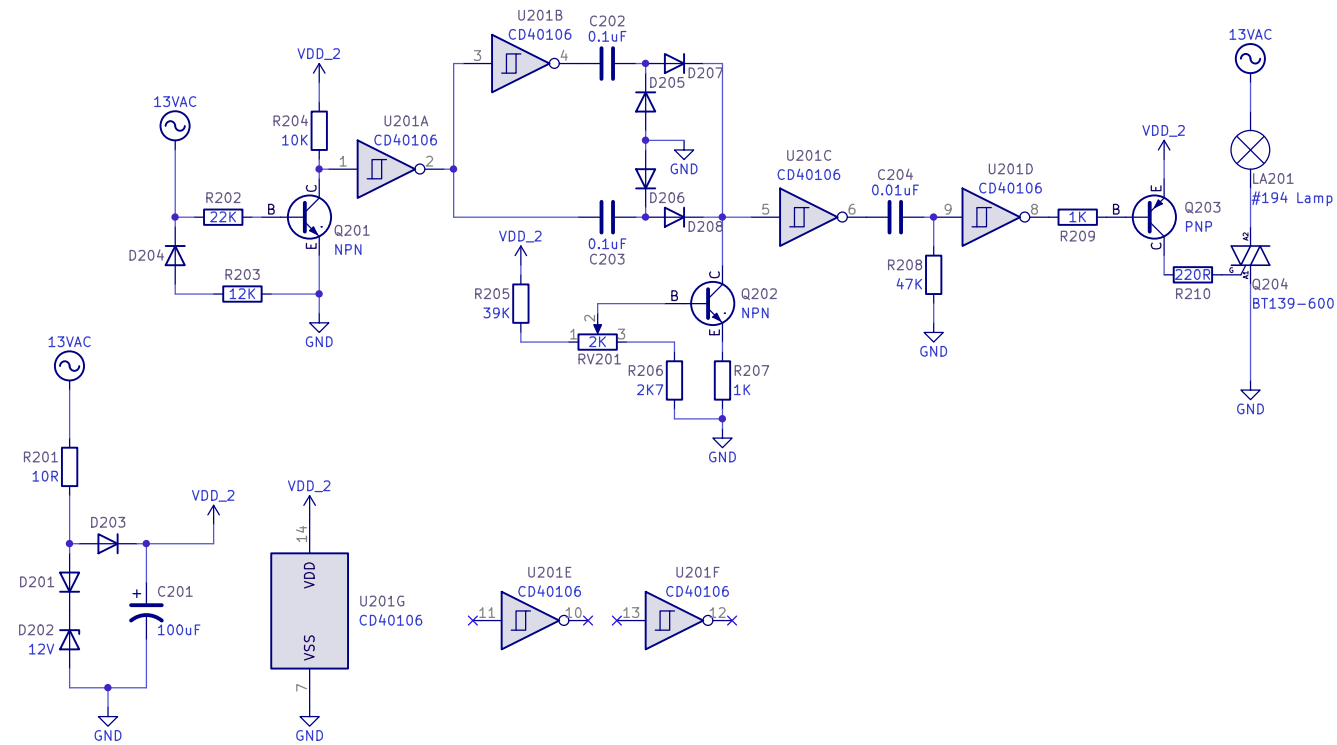 13VAC
R202
22K
D204
R203
12K
VDD_2
R204
10K
B
C
E
Q201
NPN
GND
1
U201A
CD40106
2
3
U201B
CD40106
4
C202
0.1uF
D205
D207
GND
D206
D208
0.1uF
C203
VDD_2
R205
39K
1
2
3
2K
RV201
B
C
E
Q202
NPN
R206
2K7
R207
1K
GND
5
U201C
CD40106
6
C204
0.01uF
R208
47K
GND
9
U201D
CD40106
8
1K
R209
VDD_2
B
E
C
Q203
PNP
220R
R210
13VAC
LA201
#194 Lamp
A2
G
A1
Q204
BT139-600
GND
13VAC
R201
10R
D203
VDD_2
D201
D202
12V
+
C201
100uF
GND
VDD_2
14
VDD
VSS
7
U201G
CD40106
GND
U201E
CD40106
11
10
U201F
CD40106
13
12